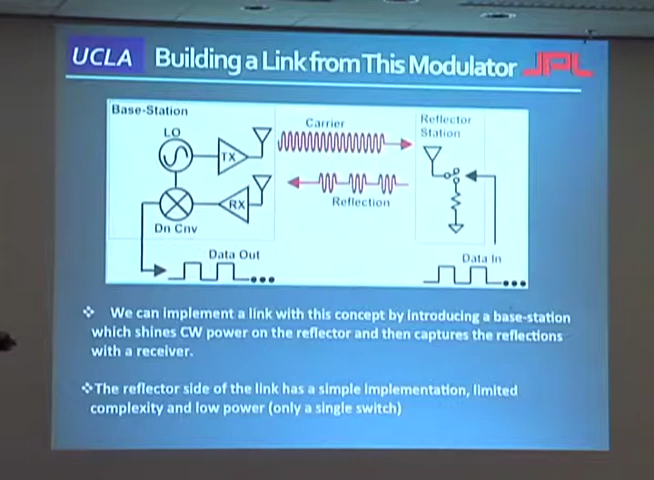 UCLA Building a Link from This Modulator JPL
Base-Station
LO
TX
Carrier
Reflector
Station
Reflection
RX
Dn Cnv
Data Out
Data In
❖ We can implement a link with this concept by introducing a base-station
which shines CW power on the reflector and then captures the reflections
with a receiver.
❖The reflector side of the link has a simple implementation, limited
complexity and low power (only a single switch)